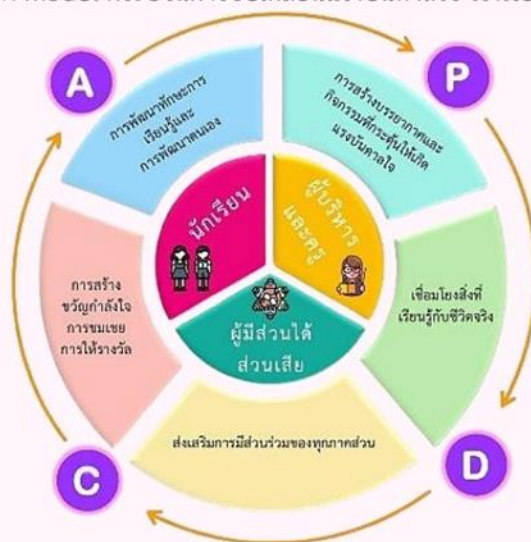 A
P
การพัฒนาทักษะการ
เรียนรู้และ
การพัฒนาตนเอง
การสร้างบรรยากาศและ
กิจกรรมที่กระตุ้นให้เกิด
แรงบันดาลใจ
นักเรียน
ผู้บริหาร
และครู
การสร้าง
ขวัญกำลังใจ
การชมเชย
การให้รางวัล
เชื่อมโยงสิ่งที่
เรียนรู้กับชีวิตจริง
ผู้มีส่วนได้
ส่วนเสีย
ส่งเสริมการมีส่วนร่วมของทุกภาคส่วน
C
D